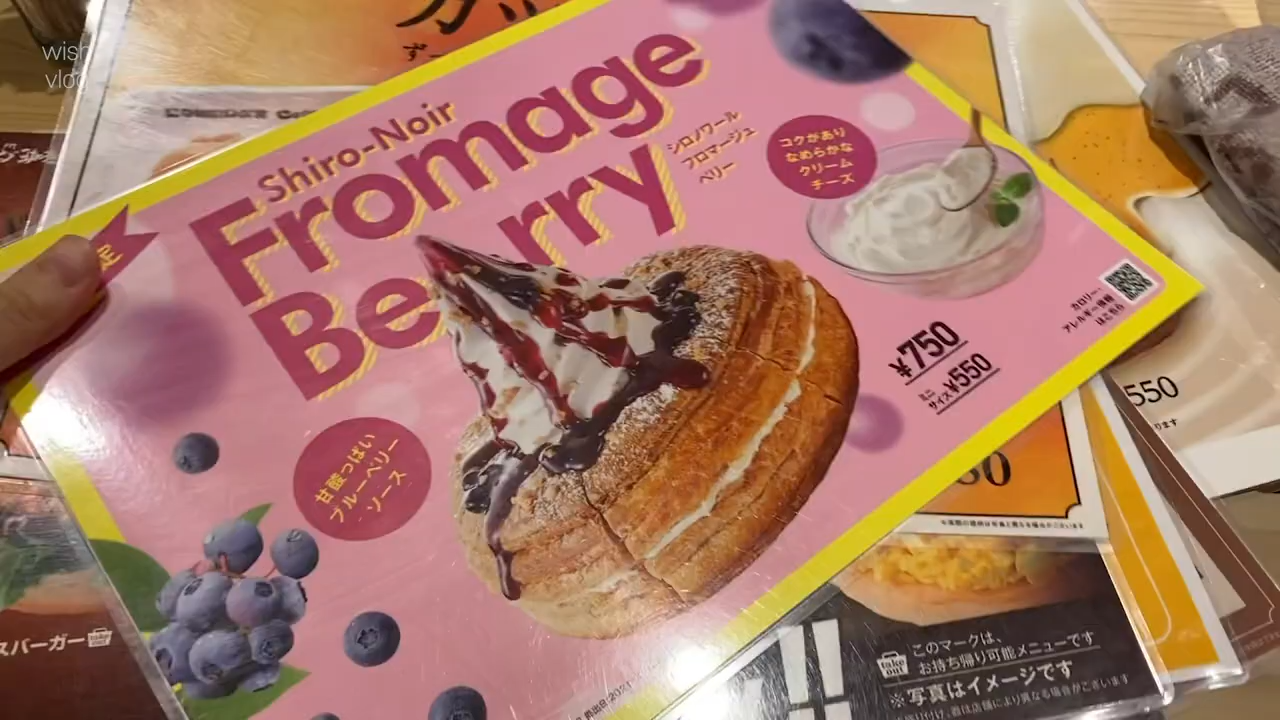 wish
vlog
Shiro-Noir
Fromage
Berry
シロノワール
フロマージュ
ベリー
コクがあり
なめらかな
クリーム
チーズ
甘酸っぱい
ブルーベリー
ソース
¥750
ミニ
サイズ¥550
カロリー・
アレルギー情報
はこちら
550
スバーガー
take out
このマークは、
お持ち帰り可能メニューです
※写真はイメージです